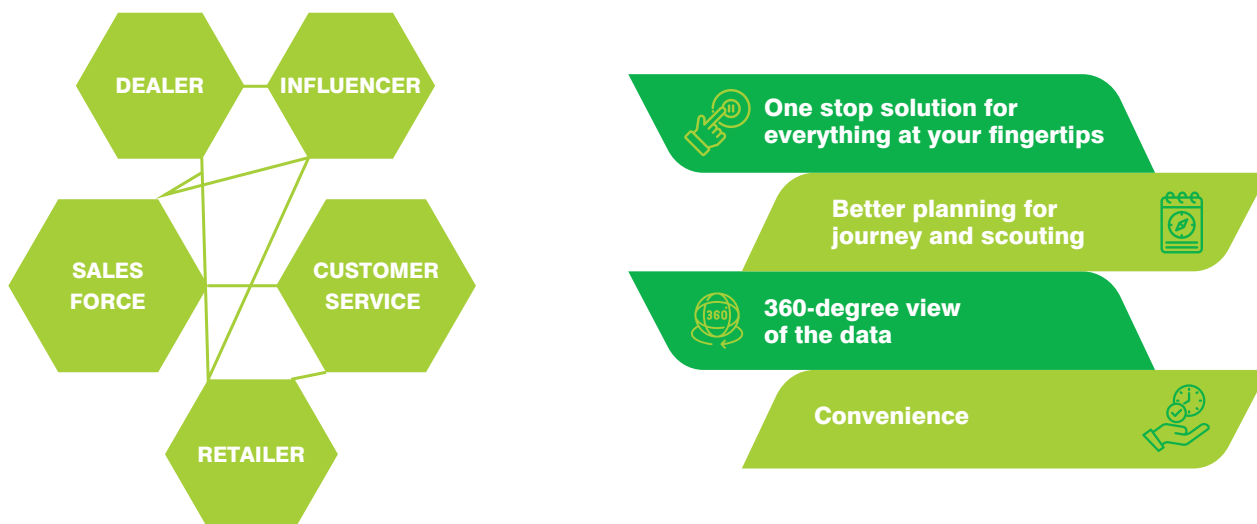 DEALER
INFLUENCER
SALES
FORCE
CUSTOMER
SERVICE
RETAILER
One stop solution for
everything at your fingertips
Better planning for
journey and scouting
360
360-degree view
of the data
Convenience